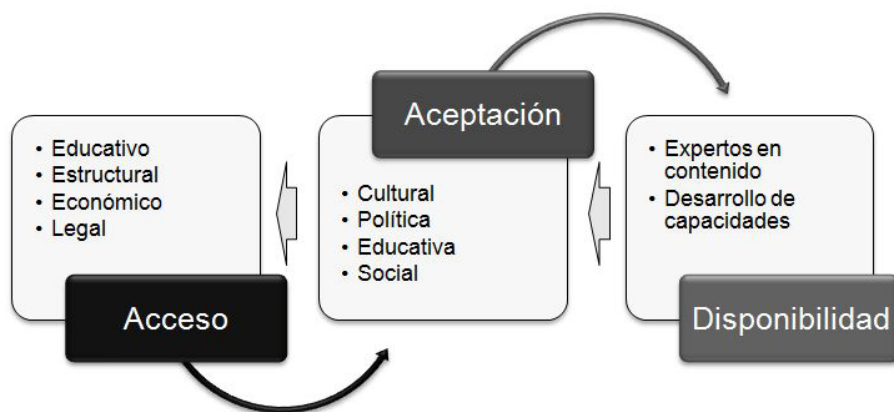 • Educativo
• Estructural
• Económico
• Legal
Acceso
Aceptación
• Cultural
• Política
• Educativa
• Social
• Expertos en
contenido
• Desarrollo de
capacidades
Disponibilidad